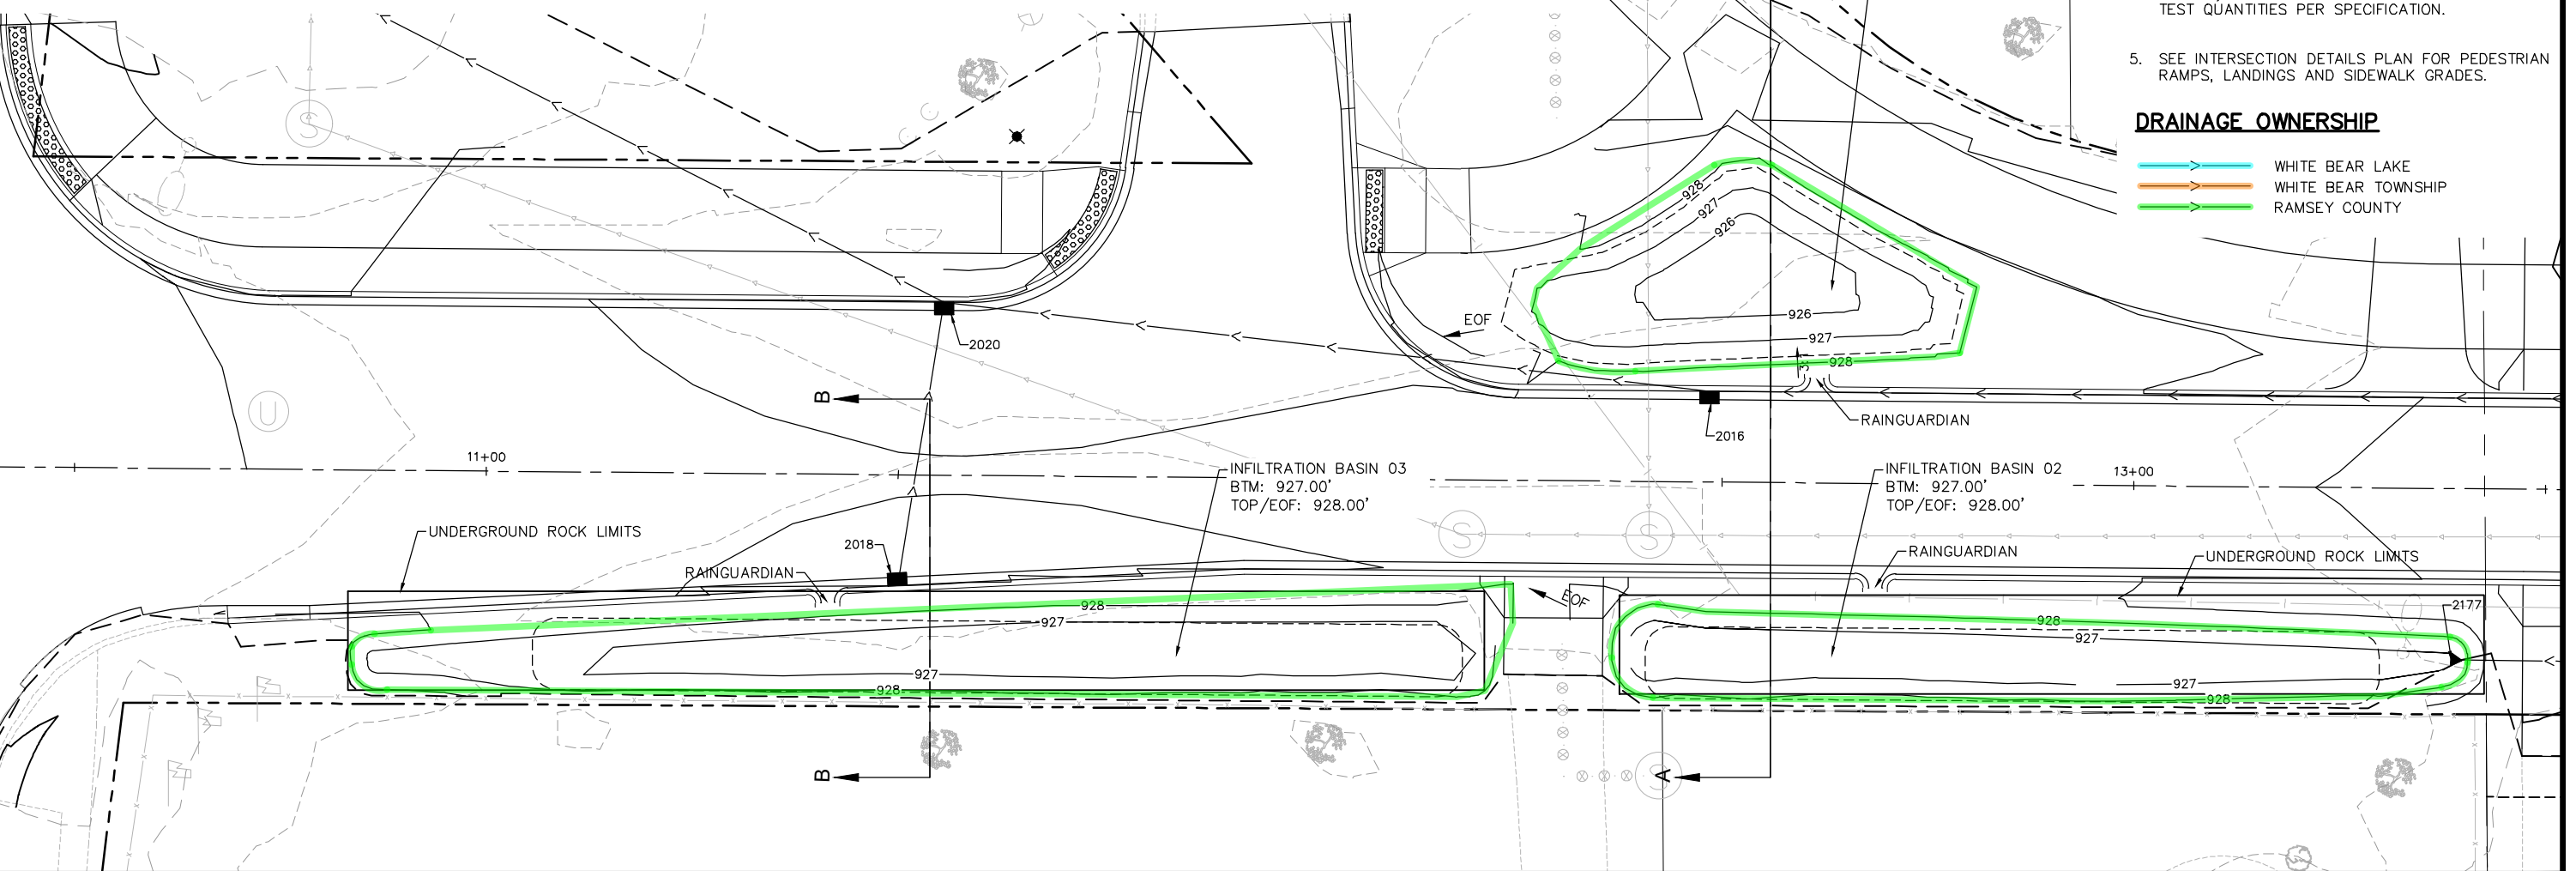 TEST QUANTITIES PER SPECIFICATION.
5. SEE INTERSECTION DETAILS PLAN FOR PEDESTRIAN
RAMPS, LANDINGS AND SIDEWALK GRADES.
DRAINAGE OWNERSHIP
WHITE BEAR LAKE
WHITE BEAR TOWNSHIP
RAMSEY COUNTY
S
928
927
926
926
927
928
EOF
2020
U
B
RAINGUARDIAN
2016
11+00
INFILTRATION BASIN 03
BTM: 927.00'
TOP/EOF: 928.00'
INFILTRATION BASIN 02
BTM: 927.00'
TOP/EOF: 928.00'
13+00
UNDERGROUND ROCK LIMITS
2018
RAINGUARDIAN
S
S
RAINGUARDIAN
UNDERGROUND ROCK LIMITS
EOF
2177
928
927
927
928
928
927
927
928
B
A
S